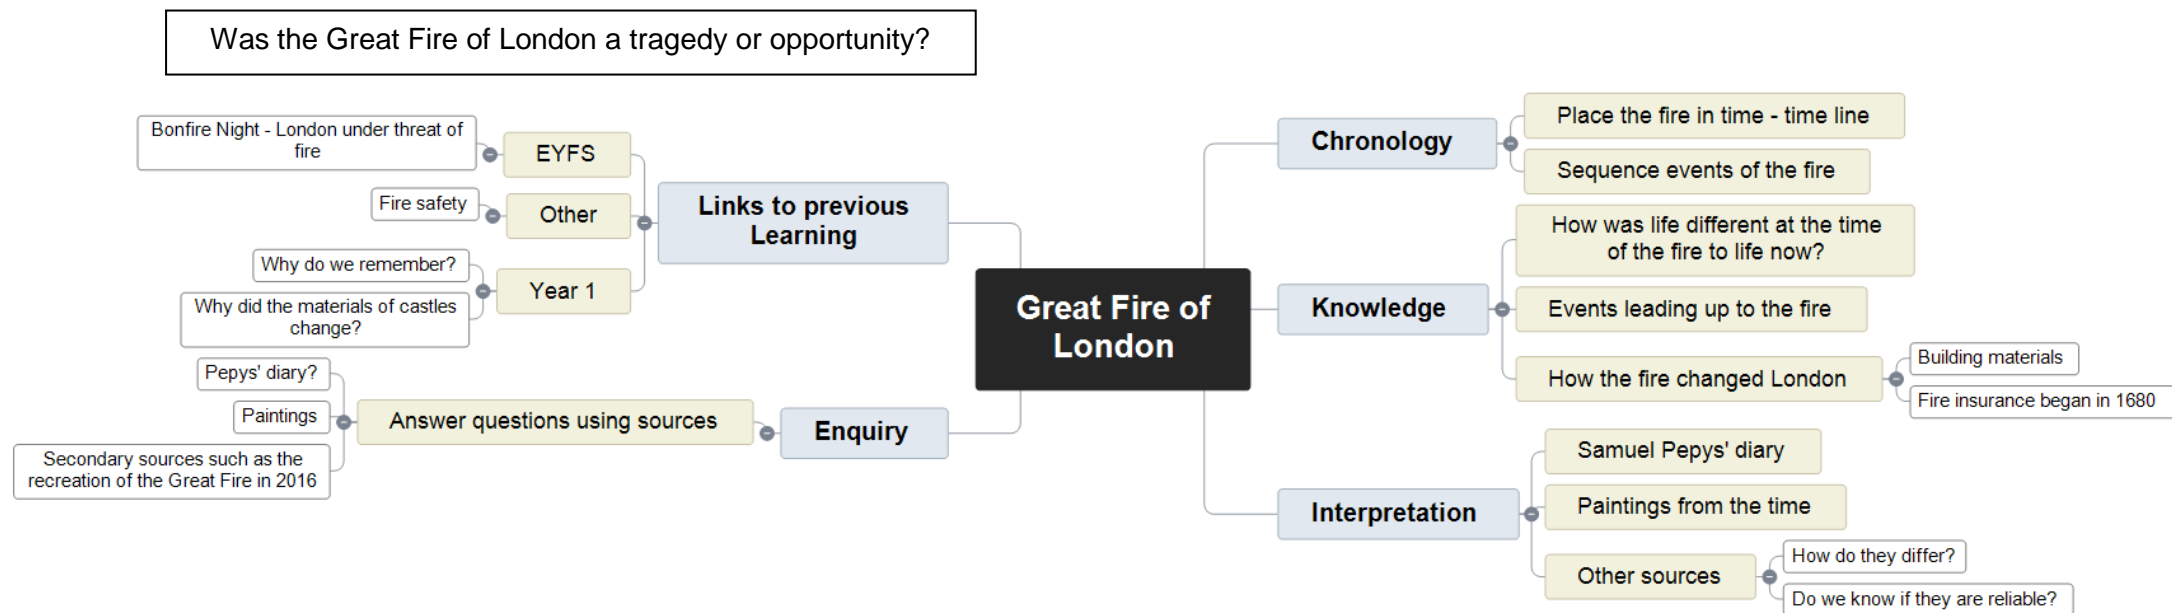 Was the Great Fire of London a tragedy or opportunity?
Great Fire of
London
Links to previous
Learning
EYFS
Bonfire Night - London under threat of
fire
Other
Fire safety
Year 1
Why do we remember?
Why did the materials of castles
change?
Enquiry
Answer questions using sources
Pepys' diary?
Paintings
Secondary sources such as the
recreation of the Great Fire in 2016
Chronology
Place the fire in time - time line
Sequence events of the fire
Knowledge
How was life different at the time
of the fire to life now?
Events leading up to the fire
How the fire changed London
Building materials
Fire insurance began in 1680
Interpretation
Samuel Pepys' diary
Paintings from the time
Other sources
How do they differ?
Do we know if they are reliable?